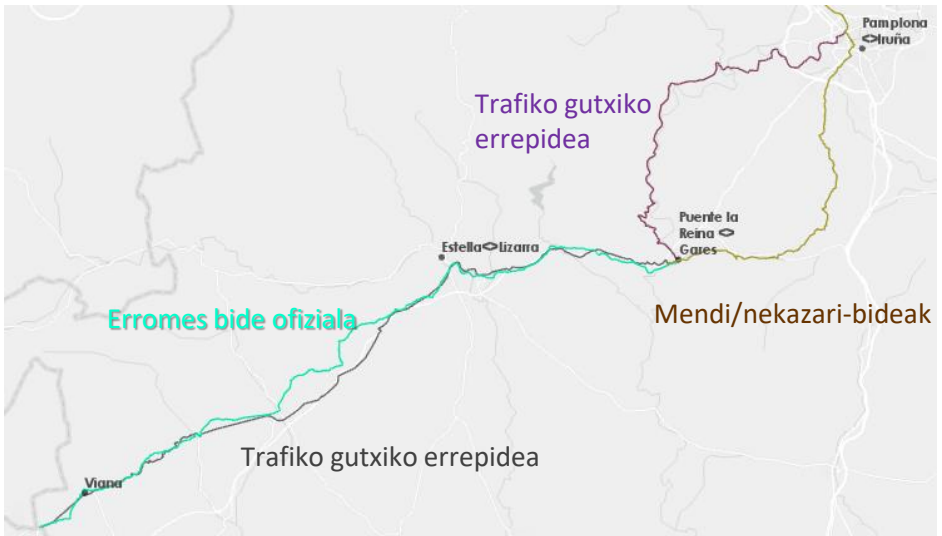 Pamplona
<>Iruña
Trafiko gutxiko
errepidea
Puente la
Reina <>
Gares
Estella<>Lizarra
Erromes bide ofiziala
Mendi/nekazari-bideak
Trafiko gutxiko errepidea
Viana